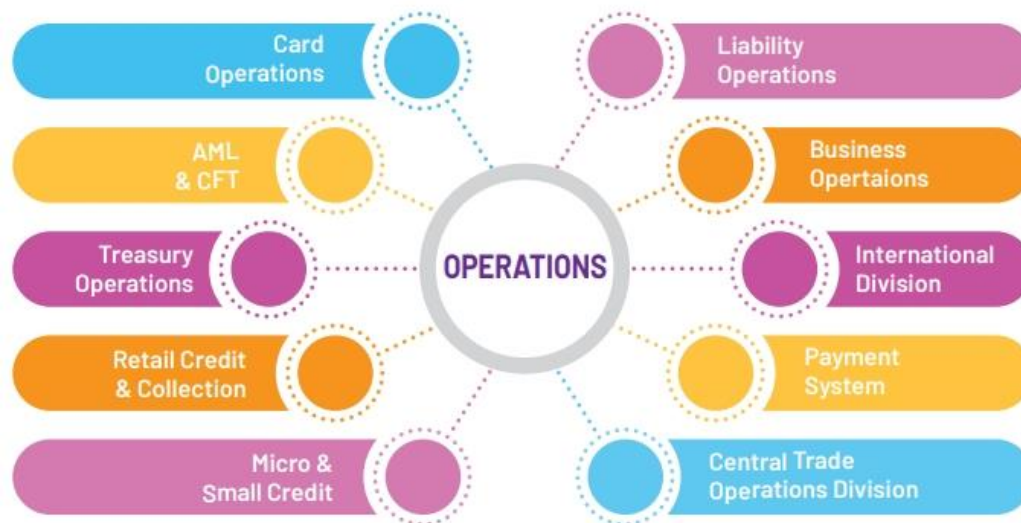 Card
Operations
AML
& CFT
Treasury
Operations
Retail Credit
& Collection
Micro &
Small Credit
OPERATIONS
Liability
Operations
Business
Opertaions
International
Division
Payment
System
Central Trade
Operations Division